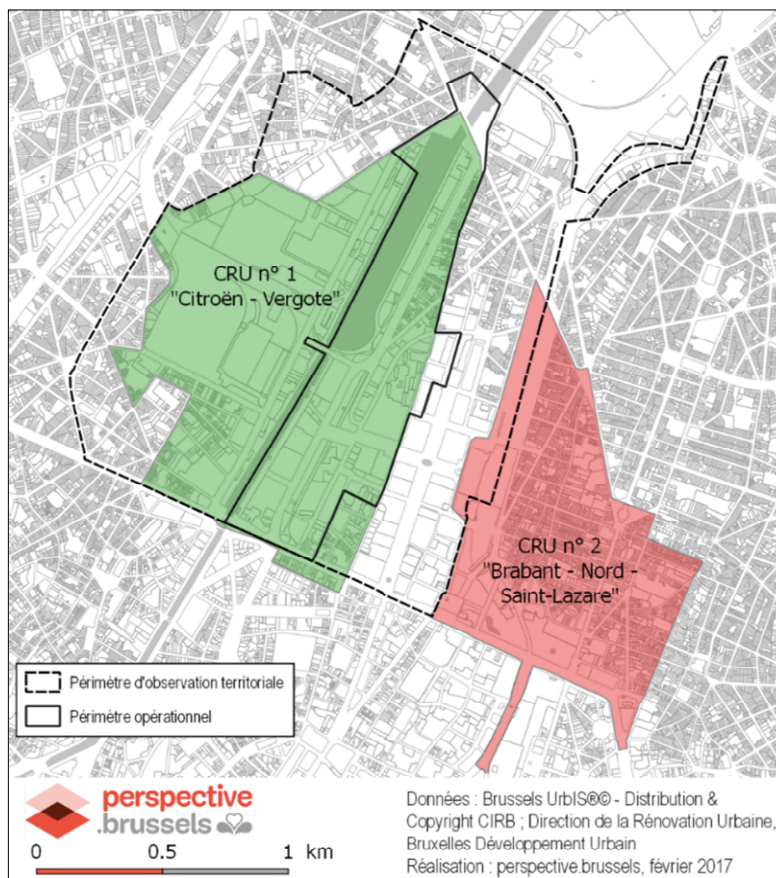 CRU n° 1
"Citroën - Vergote"
CRU n° 2
"Brabant - Nord -
Saint-Lazare"
Périmètre d'observation territoriale
Périmètre opérationnel
perspective
.brussels
0 0.5 1 km
Données : Brussels UrbIS®© - Distribution &
Copyright CIRB ; Direction de la Rénovation Urbaine,
Bruxelles Développement Urbain
Réalisation : perspective.brussels, février 2017